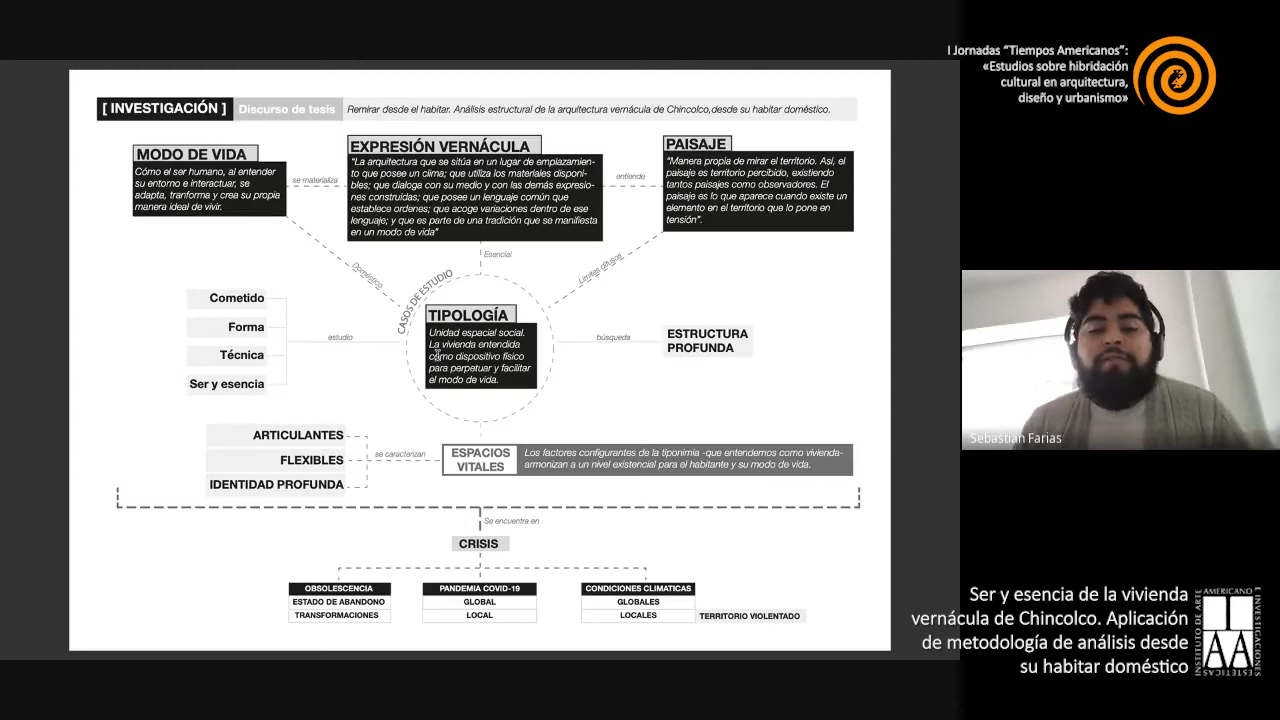 I Jornadas "Tiempos Americanos":
«Estudios sobre hibridación
cultural en arquitectura,
diseño y urbanismo»
[ INVESTIGACIÓN ] Discurso de tesis Remirar desde el habitar. Análisis estructural de la arquitectura vernácula de Chincolco,desde su habitar doméstico.
MODO DE VIDA
Cómo el ser humano, al entender
su entorno e interactuar, se
adapta, tranforma y crea su propia
manera ideal de vivir.
se materializa
EXPRESIÓN VERNÁCULA
"La arquitectura que se sitúa en un lugar de emplazamien-
to que posee un clima; que utiliza los materiales disponi-
bles; que dialoga con su medio y con las demás expresio-
nes construidas; que posee un lenguaje común que
establece ordenes; que acoge variaciones dentro de ese
lenguaje; y que es parte de una tradición que se manifiesta
en un modo de vida"
entiende
PAISAJE
"Manera propia de mirar el territorio. Así, el
paisaje es territorio percibido, existiendo
tantos paisajes como observadores. El
paisaje es lo que aparece cuando existe un
elemento en el territorio que lo pone en
tensión".
Doméstico
Esencial
Limites difusos
CASOS DE ESTUDIO
Cometido
Forma
Técnica
Ser y esencia
estudio
TIPOLOGÍA
Unidad espacial social.
La vivienda entendida
cómo dispositivo físico
para perpetuar y facilitar
el modo de vida.
búsqueda
ESTRUCTURA
PROFUNDA
ARTICULANTES
FLEXIBLES
IDENTIDAD PROFUNDA
se caracterizan
ESPACIOS
VITALES
Los factores configurantes de la tiponimia -que entendemos como vivienda-
armonizan a un nivel existencial para el habitante y su modo de vida.
Se encuentra en
CRISIS
OBSOLESCENCIA
ESTADO DE ABANDONO
TRANSFORMACIONES
PANDEMIA COVID-19
GLOBAL
LOCAL
CONDICIONES CLIMATICAS
GLOBALES
LOCALES
TERRITORIO VIOLENTADO
Sebastian Farias
Ser y esencia de la vivienda
vernácula de Chincolco. Aplicación
de metodología de análisis desde
su habitar doméstico
INSTITUTO DE ARTE
AMERICANO
E INVESTIGACIONES
ESTÉTICAS
IAA